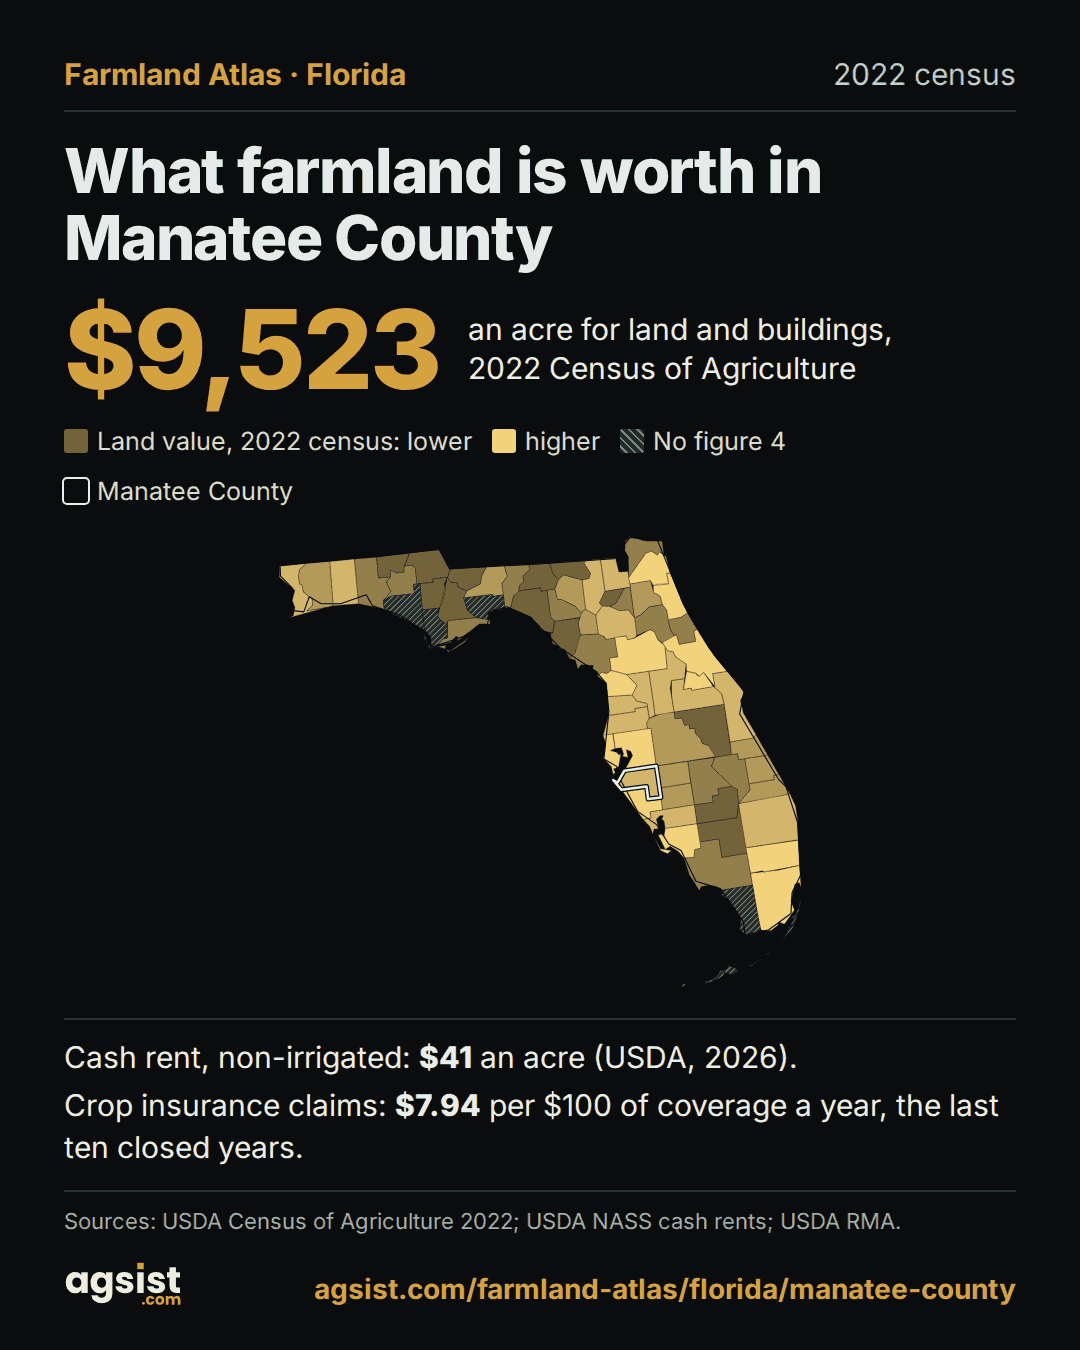 Farmland Atlas · Florida
2022 census
What farmland is worth in
Manatee County
$9,523
an acre for land and buildings,
2022 Census of Agriculture
Land value, 2022 census: lower
higher
No figure 4
Manatee County
Cash rent, non-irrigated: $41 an acre (USDA, 2026).
Crop insurance claims: $7.94 per $100 of coverage a year, the last
ten closed years.
Sources: USDA Census of Agriculture 2022; USDA NASS cash rents; USDA RMA.
agsist
.com
agsist.com/farmland-atlas/florida/manatee-county